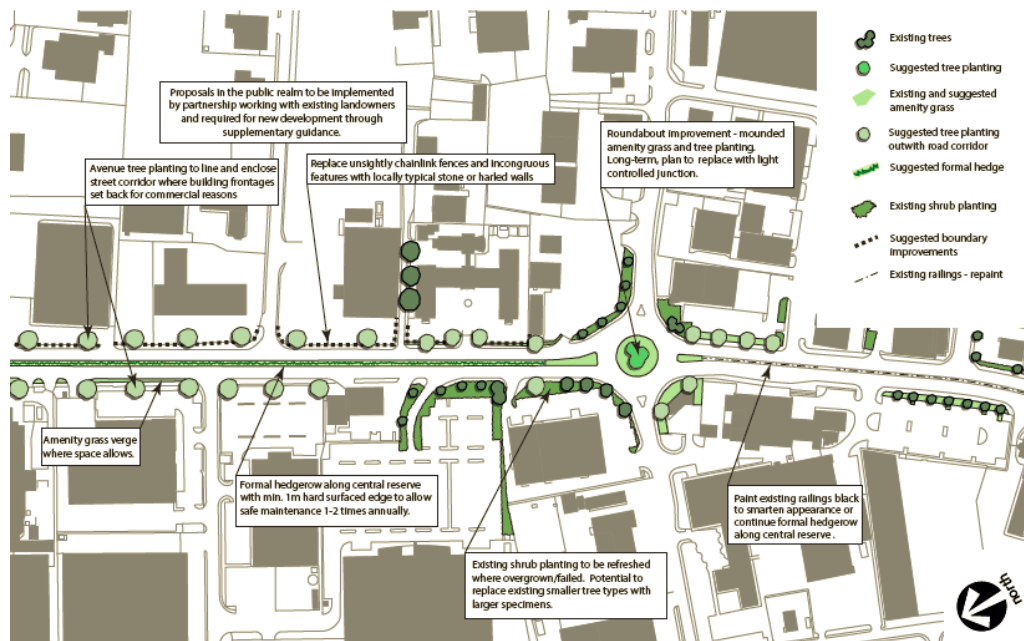 Proposals in the public realm to be implemented
by partnership working with existing landowners
and required for new development through
supplementary guidance.
Avenue tree planting to line and enclose
street corridor where building frontages
set back for commercial reasons
Replace unsightly chainlink fences and incongruous
features with locally typical stone or harled walls
Roundabout improvement - mounded
amenity grass and tree planting.
Long-term, plan to replace with light
controlled junction.
Existing trees
Suggested tree planting
Existing and suggested
amenity grass
Suggested tree planting
outwith road corridor
Suggested formal hedge
Existing shrub planting
Suggested boundary
improvements
Existing railings - repaint
Amenity grass verge
where space allows.
Formal hedgerow along central reserve
with min. 1m hard surfaced edge to allow
safe maintenance 1-2 times annually.
Existing shrub planting to be refreshed
where overgrown/failed. Potential to
replace existing smaller tree types with
larger specimens.
Paint existing railings black
to smarten appearance or
continue formal hedgerow
along central reserve .
north